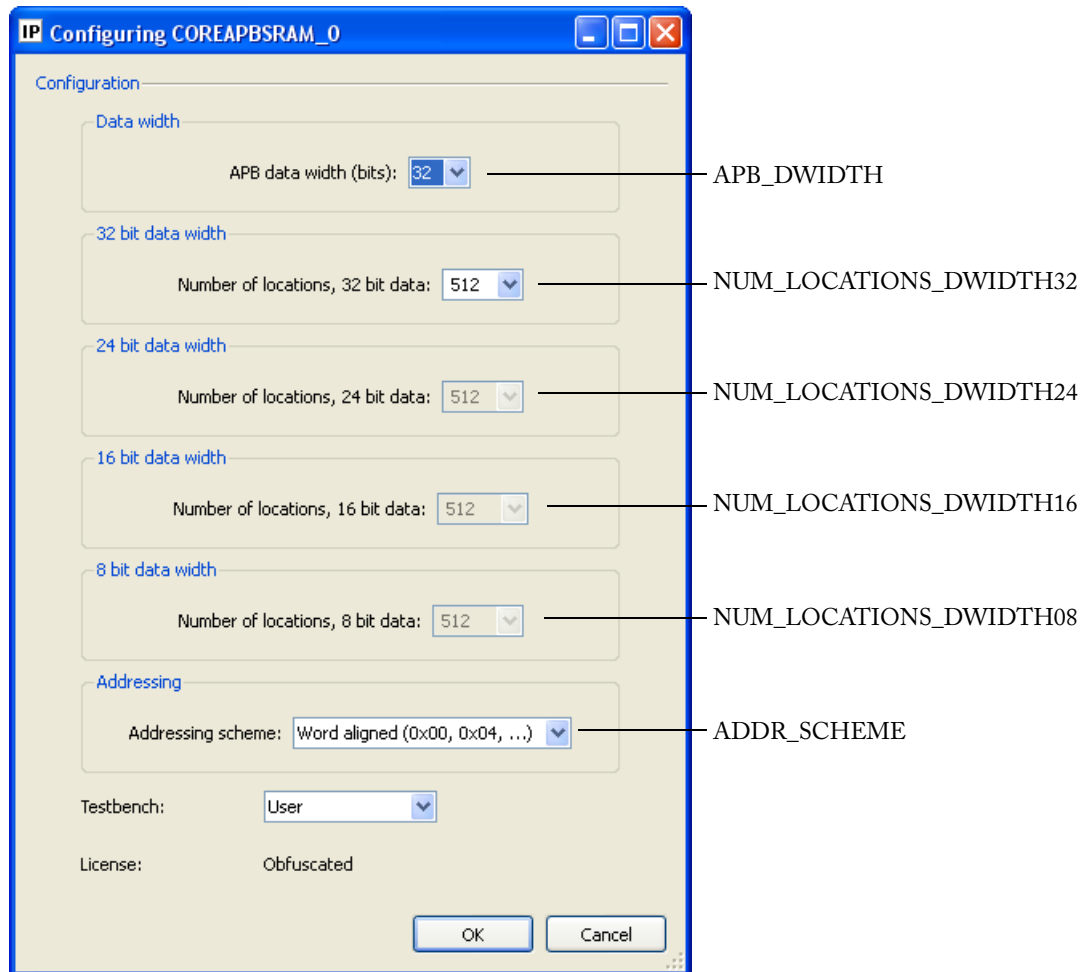 IP Configuring COREAPBSRAM_0
Configuration
Data width
APB data width (bits): 32 APB_DWIDTH
32 bit data width
Number of locations, 32 bit data: 512 NUM_LOCATIONS_DWIDTH32
24 bit data width
Number of locations, 24 bit data: 512 NUM_LOCATIONS_DWIDTH24
16 bit data width
Number of locations, 16 bit data: 512 NUM_LOCATIONS_DWIDTH16
8 bit data width
Number of locations, 8 bit data: 512 NUM_LOCATIONS_DWIDTH08
Addressing
Addressing scheme: Word aligned (0x00, 0x04, ...) ADDR_SCHEME
Testbench: User
License: Obfuscated
OK Cancel